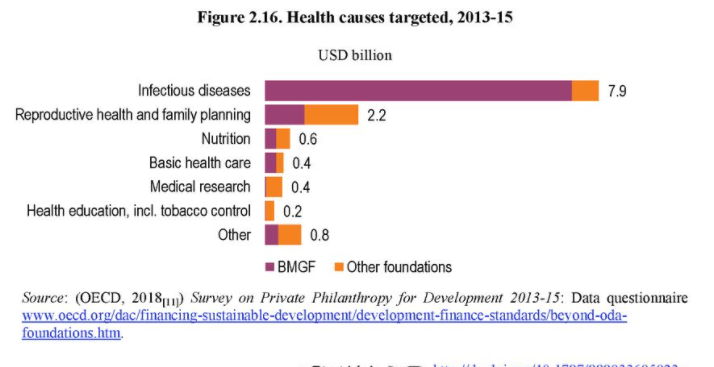 Figure 2.16. Health causes targeted, 2013-15
USD billion
Infectious diseases 7.9
Reproductive health and family planning 2.2
Nutrition 0.6
Basic health care 0.4
Medical research 0.4
Health education, incl. tobacco control 0.2
Other 0.8
BMGF Other foundations
Source: (OECD, 2018[11]) Survey on Private Philanthropy for Development 2013-15: Data questionnaire
www.oecd.org/dac/financing-sustainable-development/development-finance-standards/beyond-oda-
foundations.htm.